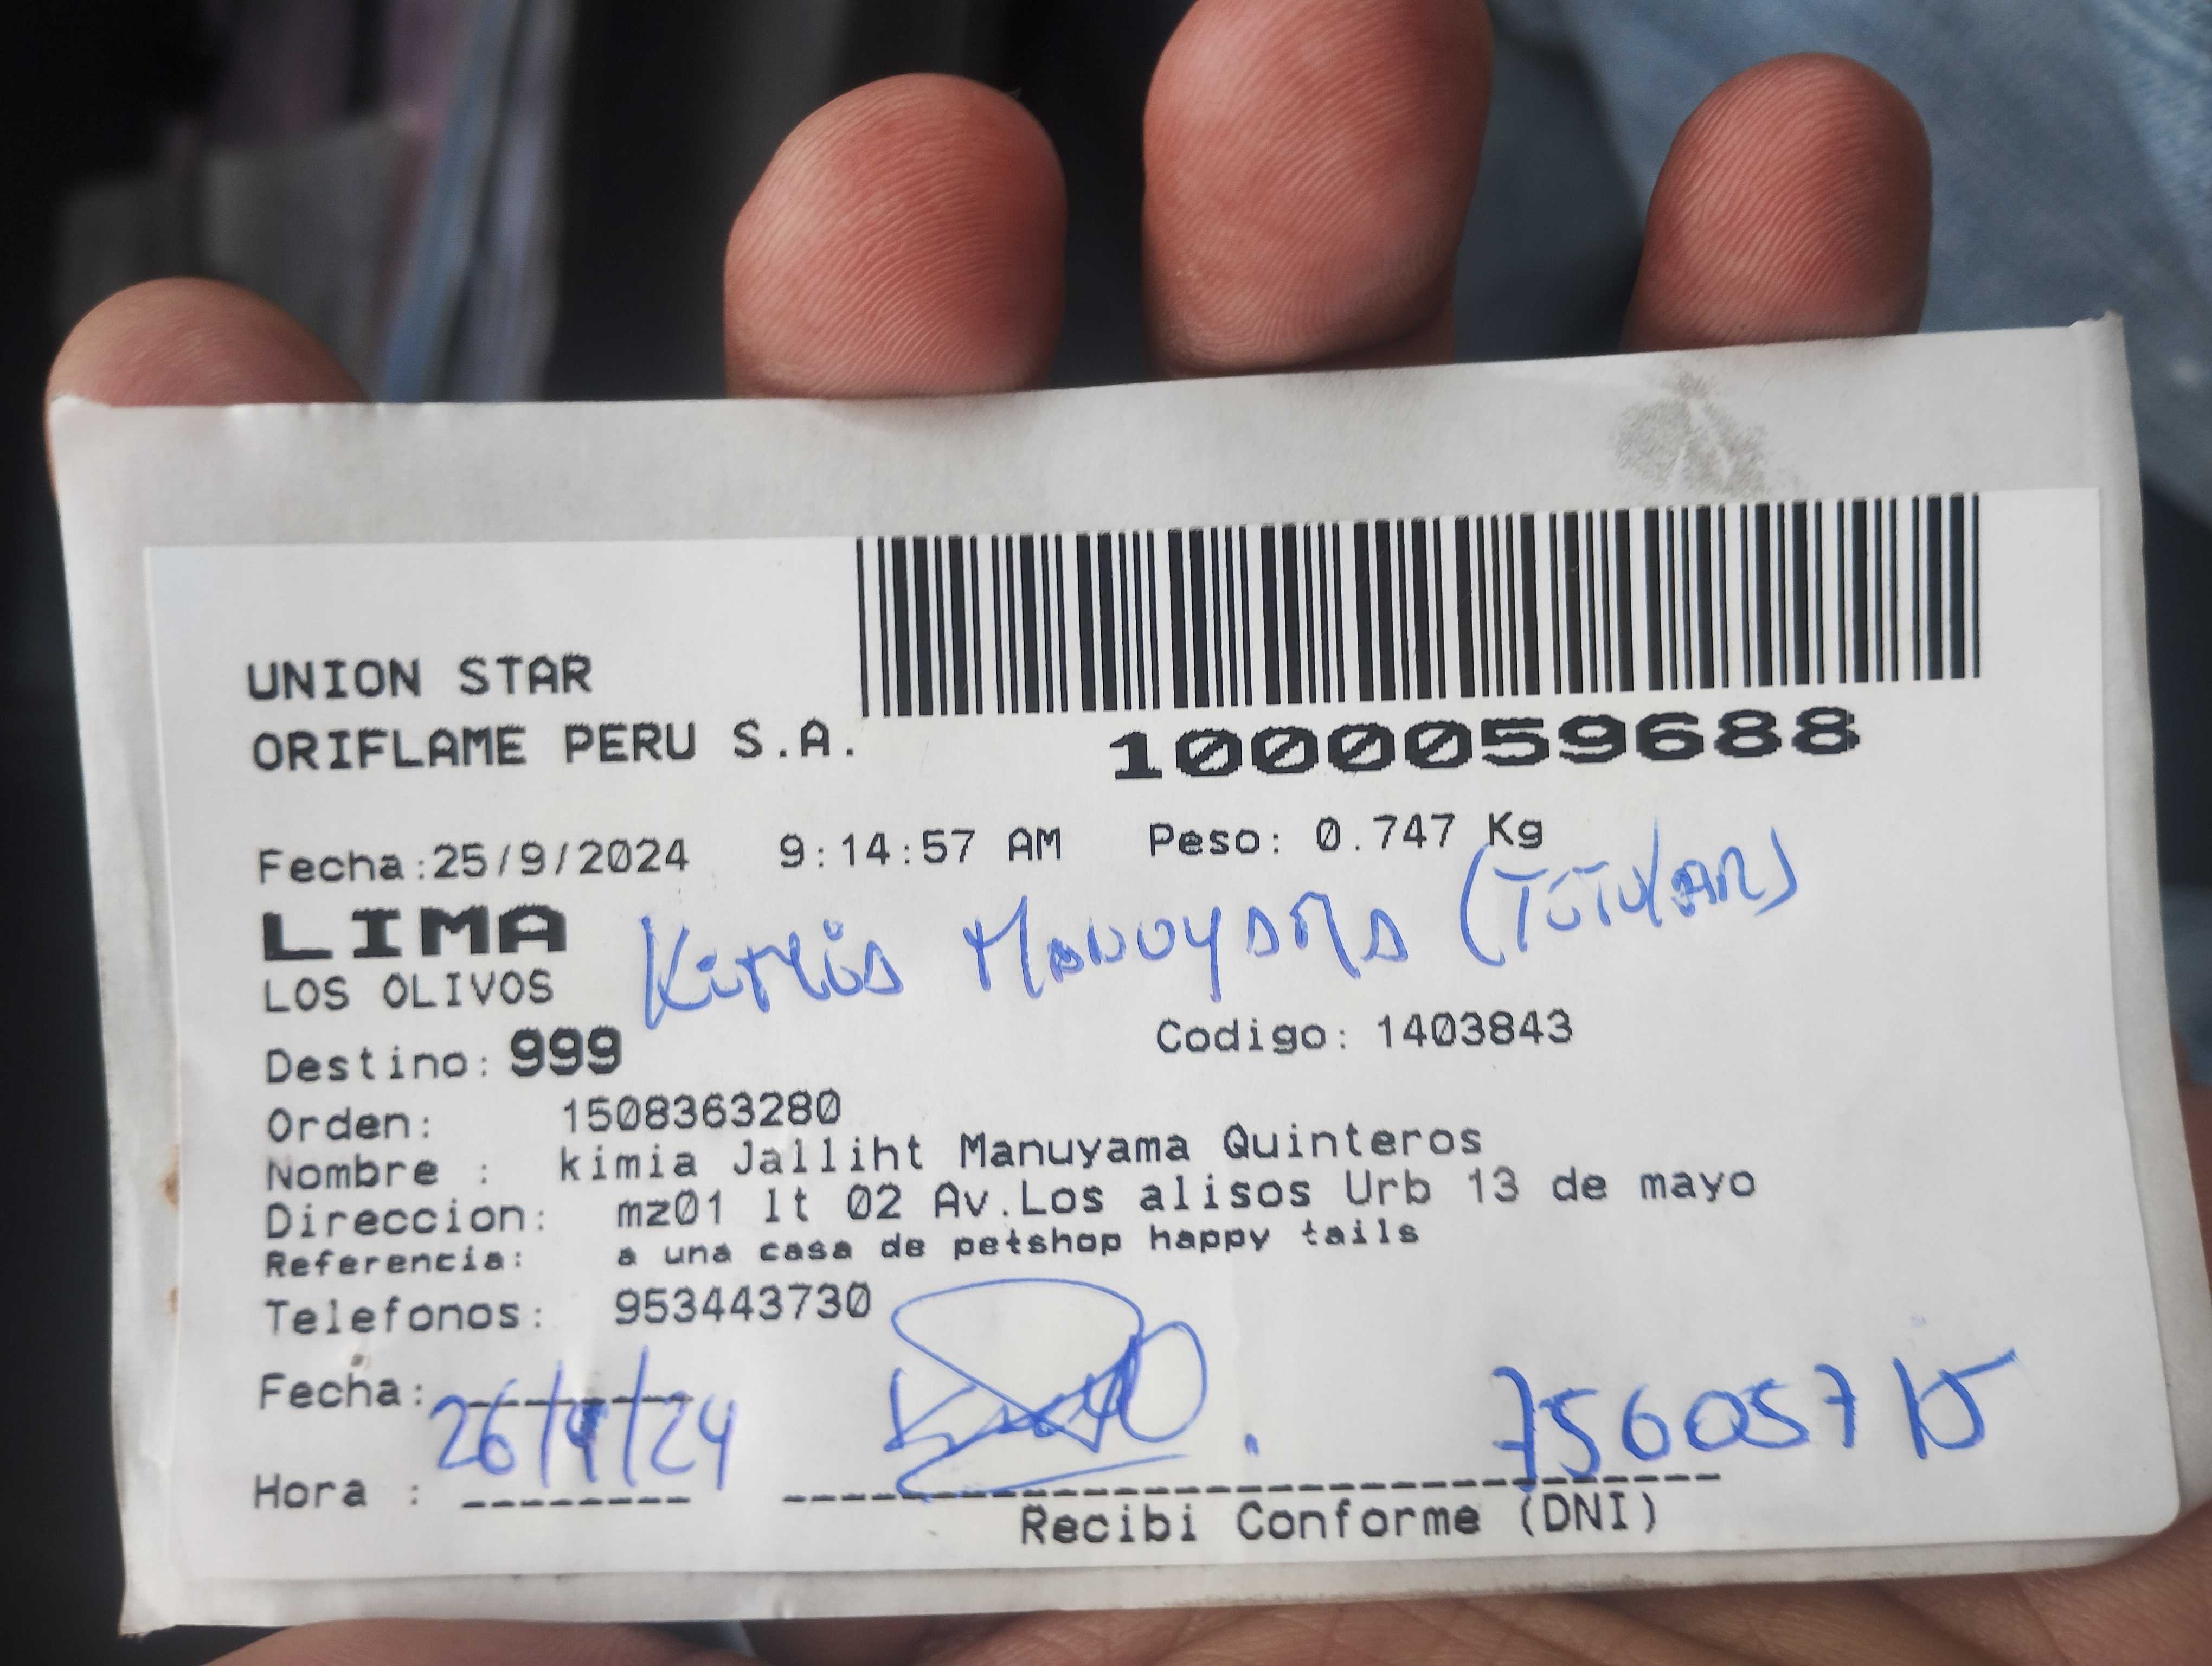 UNION STAR
ORIFLAME PERU S.A.
1000059688
Fecha:25/9/2024 9:14:57 AM Peso: 0.747 Kg
LIMA
Manuyama (TITULAR)
LOS OLIVOS
Destino: 999 Codigo: 1403843
Orden: 1508363280
Nombre : kimia Jalliht Manuyama Quinteros
Direccion: mz01 lt 02 Av.Los alisos Urb 13 de mayo
Referencia: a una casa de petshop happy tails
Telefonos: 953443730
Fecha: 26/9/24
75605715
Hora :
Recibi Conforme (DNI)